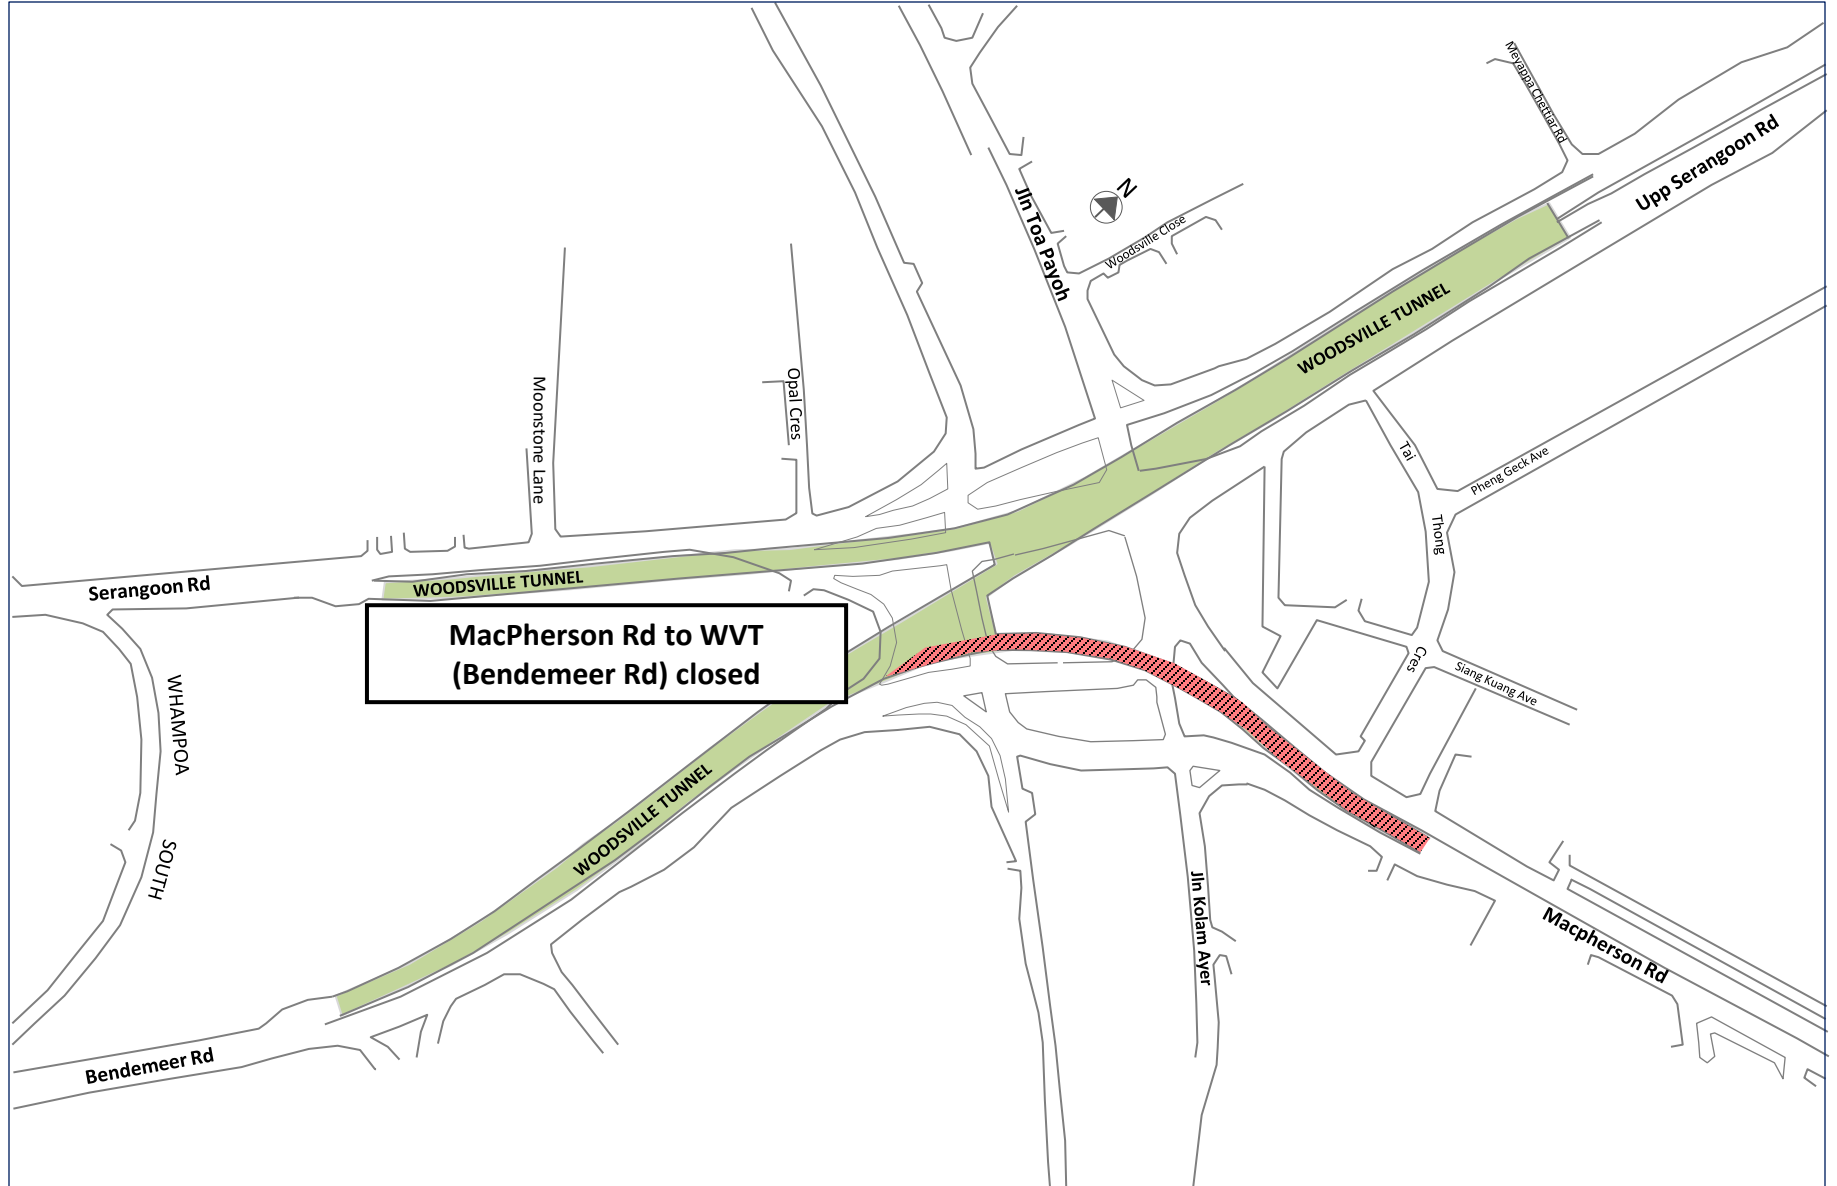 Meyappa Chettiar Rd
Upp Serangoon Rd
N
Jln Toa Payoh
Woodsville Close
WOODSVILLE TUNNEL
Moonstone Lane
Opal Cres
Tai
Thong
Cres
Pheng Geck Ave
Serangoon Rd
WOODSVILLE TUNNEL
MacPherson Rd to WVT
(Bendemeer Rd) closed
Siang Kuang Ave
WHAMPOA
SOUTH
WOODSVILLE TUNNEL
Jln Kolam Ayer
Macpherson Rd
Bendemeer Rd